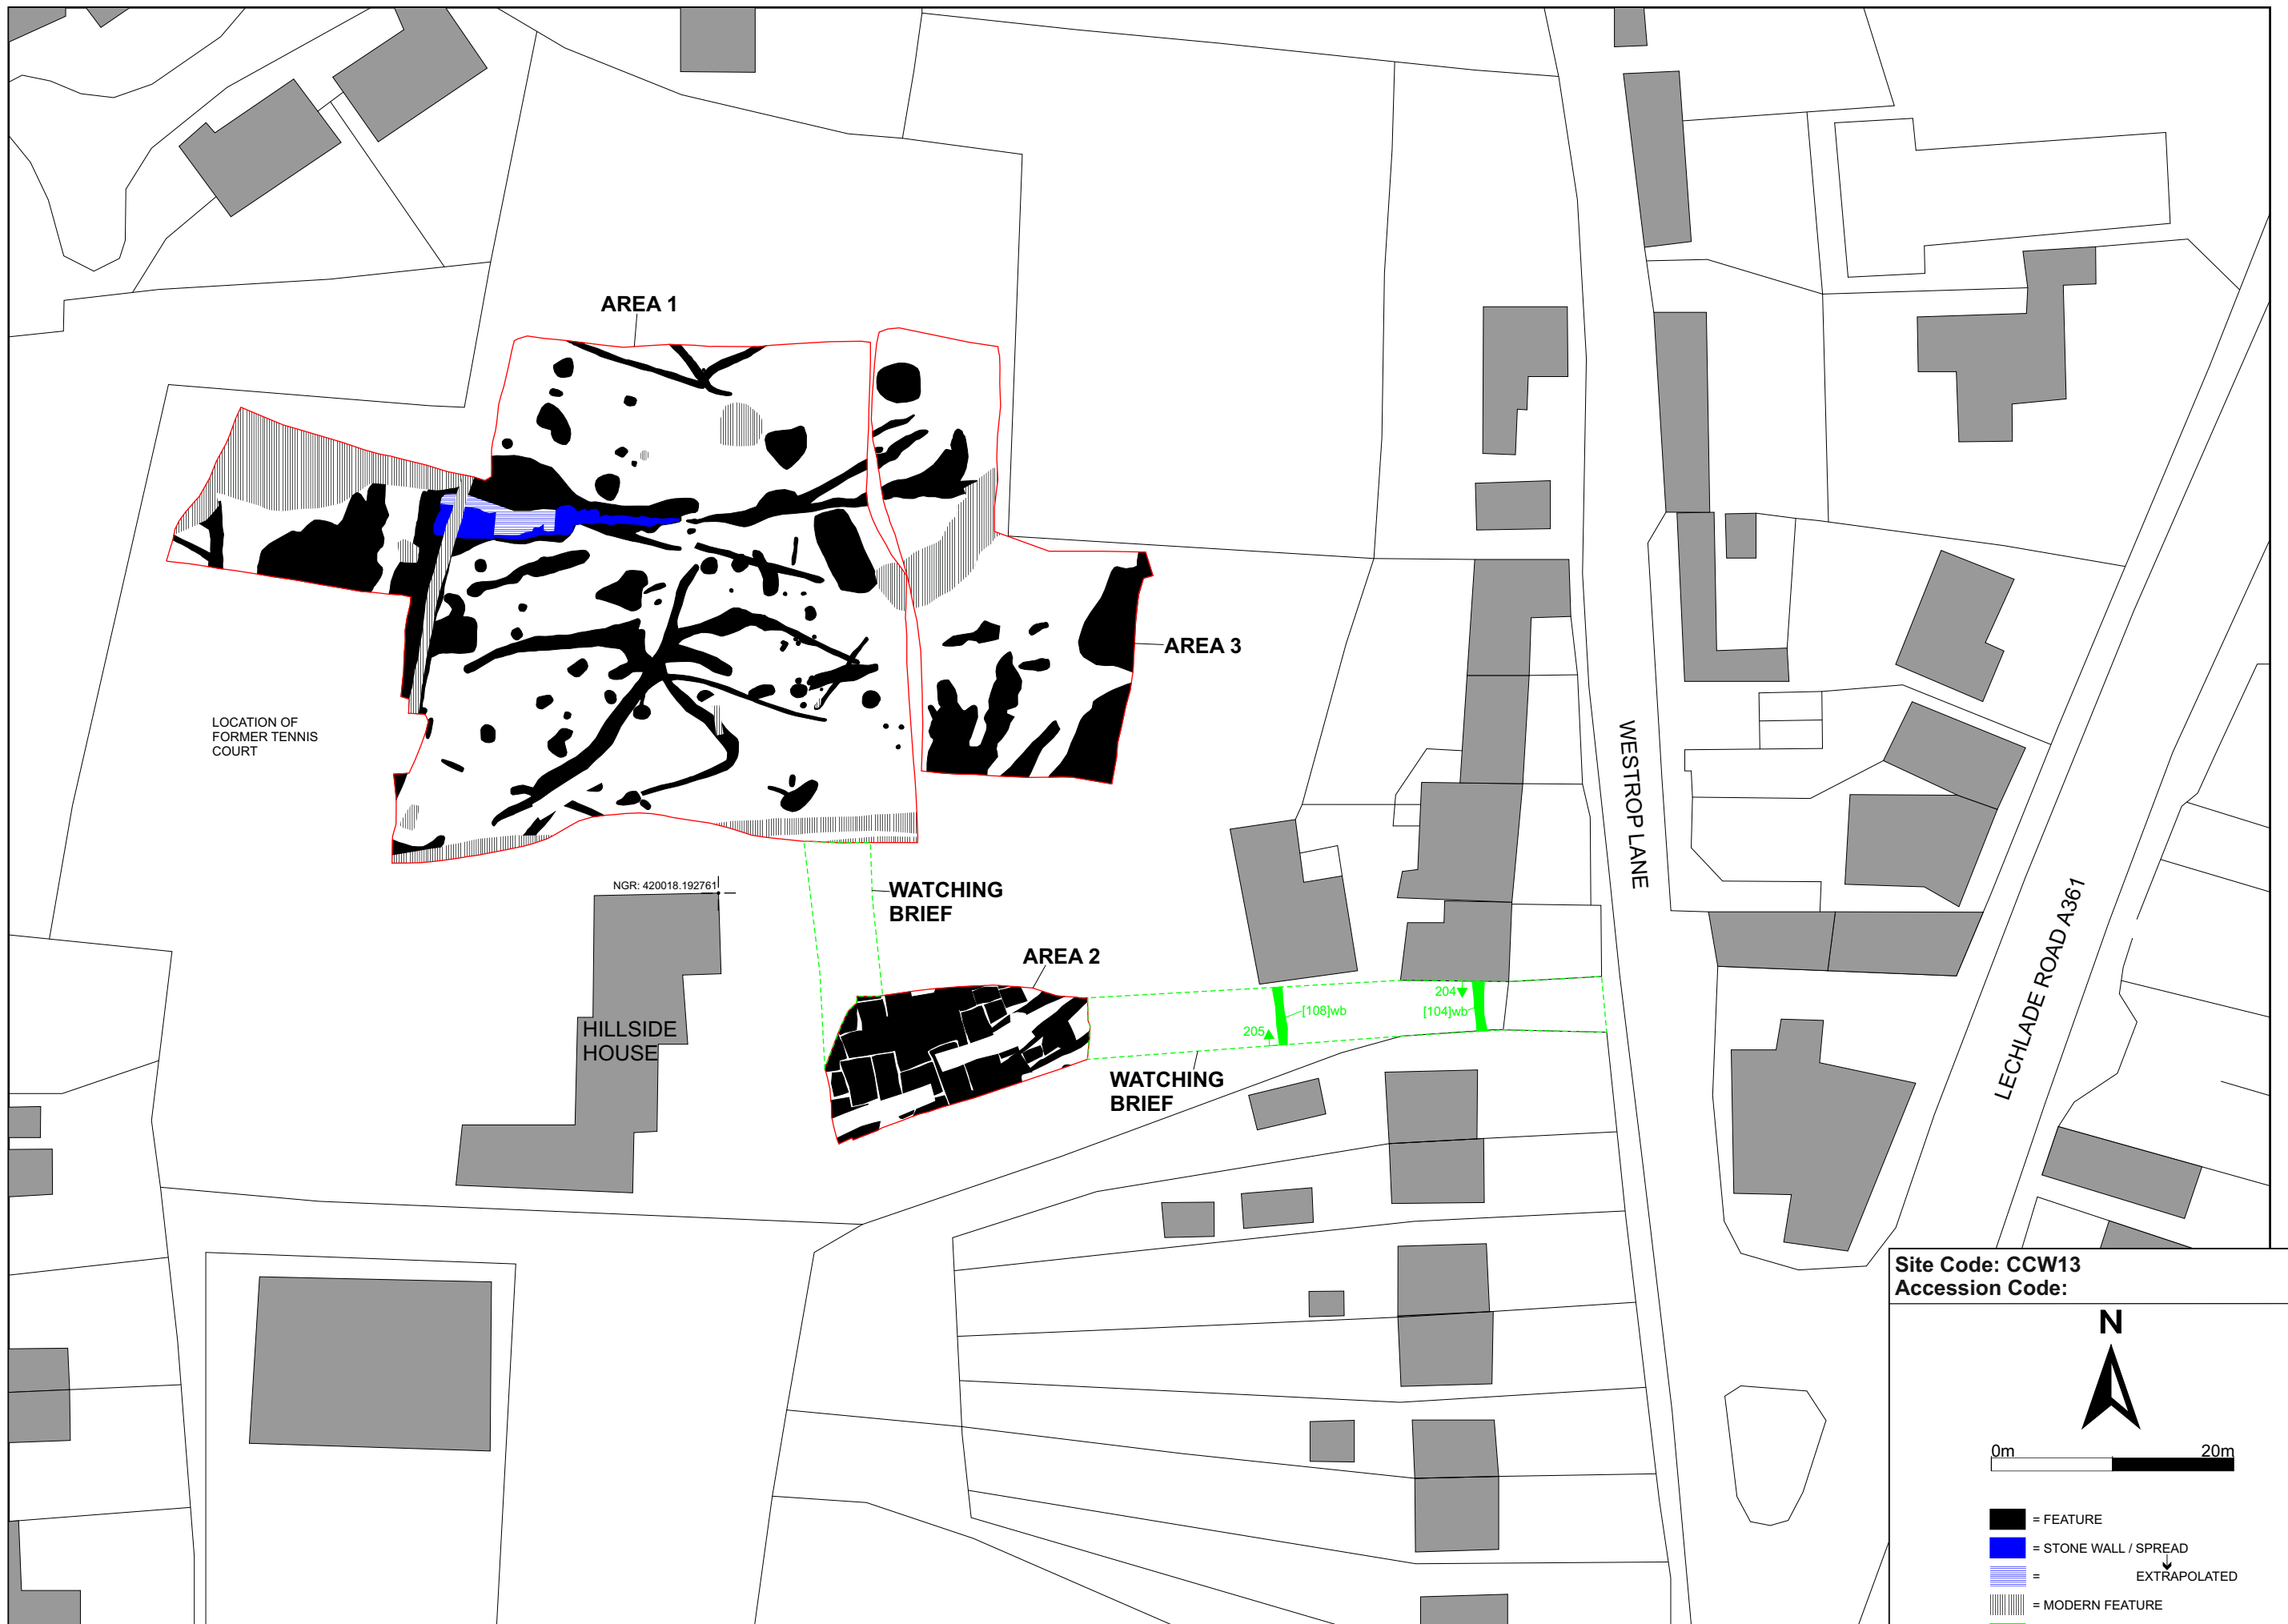 AREA 1
AREA 3
LOCATION OF
FORMER TENNIS
COURT
WESTROP LANE
NGR: 420018.192761
WATCHING
BRIEF
LECHLADE ROAD A361
AREA 2
204
[108]wb
[104]wb
205
HILLSIDE
HOUSE
WATCHING
BRIEF
Site Code: CCW13
Accession Code:
N
0m 20m
= FEATURE
= STONE WALL / SPREAD
= EXTRAPOLATED
= MODERN FEATURE